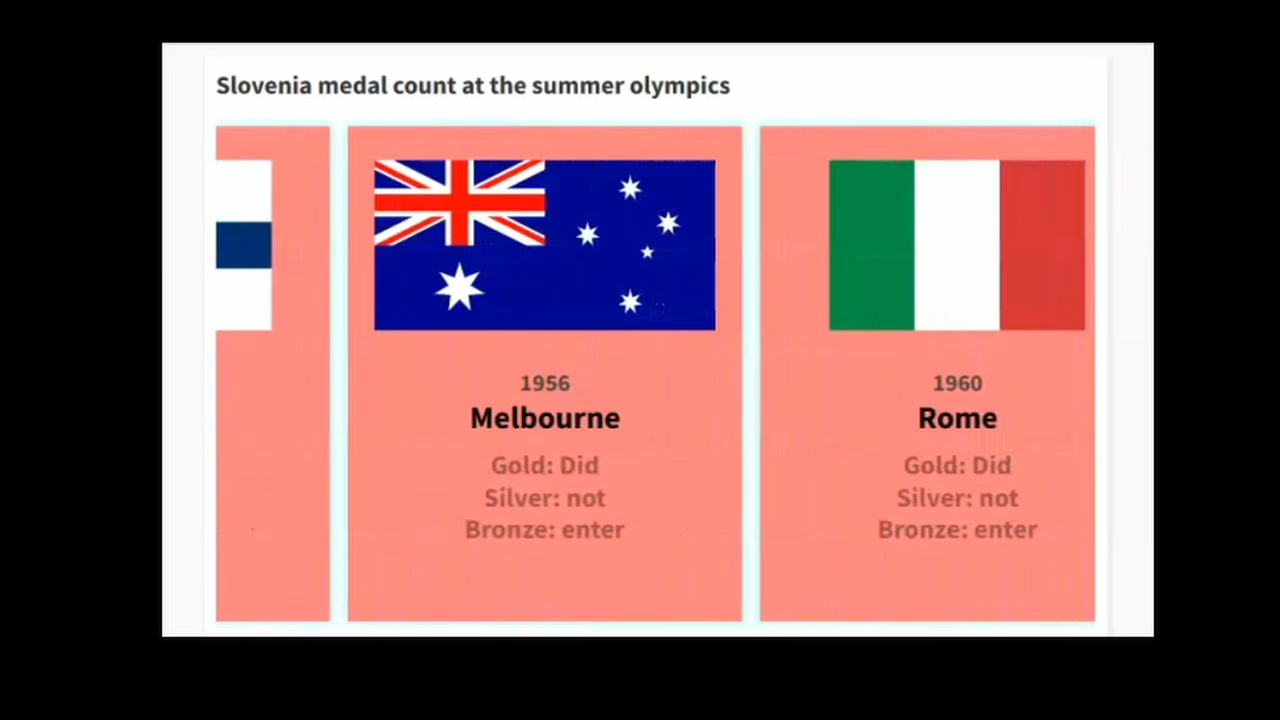 Slovenia medal count at the summer olympics
1956
Melbourne
Gold: Did
Silver: not
Bronze: enter
1960
Rome
Gold: Did
Silver: not
Bronze: enter